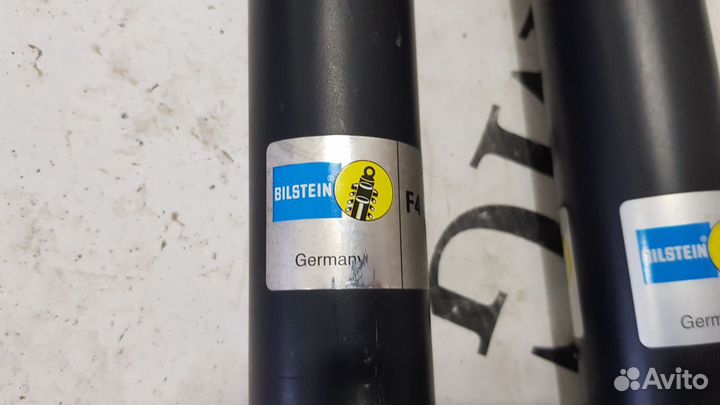 BILSTEIN®
Germany
F4
BILSTEIN
Germ
Avito